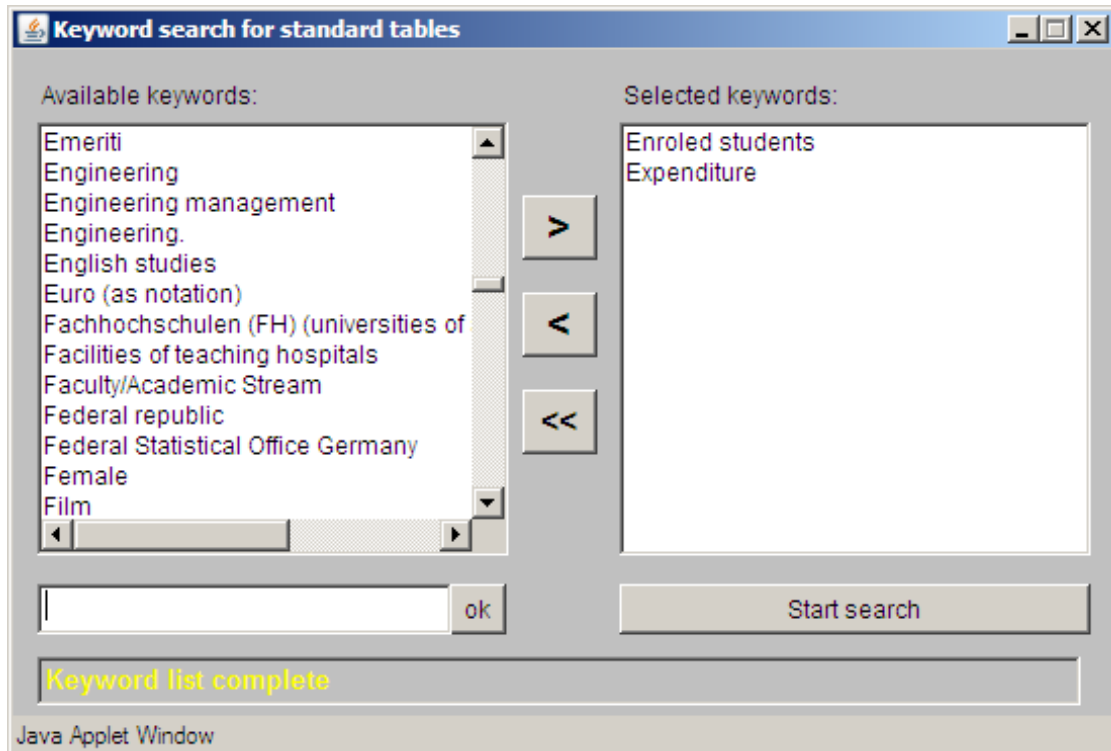 Keyword search for standard tables
Available keywords:
Emeriti
Engineering
Engineering management
Engineering.
English studies
Euro (as notation)
Fachhochschulen (FH) (universities of
Facilities of teaching hospitals
Faculty/Academic Stream
Federal republic
Federal Statistical Office Germany
Female
Film
>
<
<<
Selected keywords:
Enroled students
Expenditure
ok
Start search
Keyword list complete
Java Applet Window